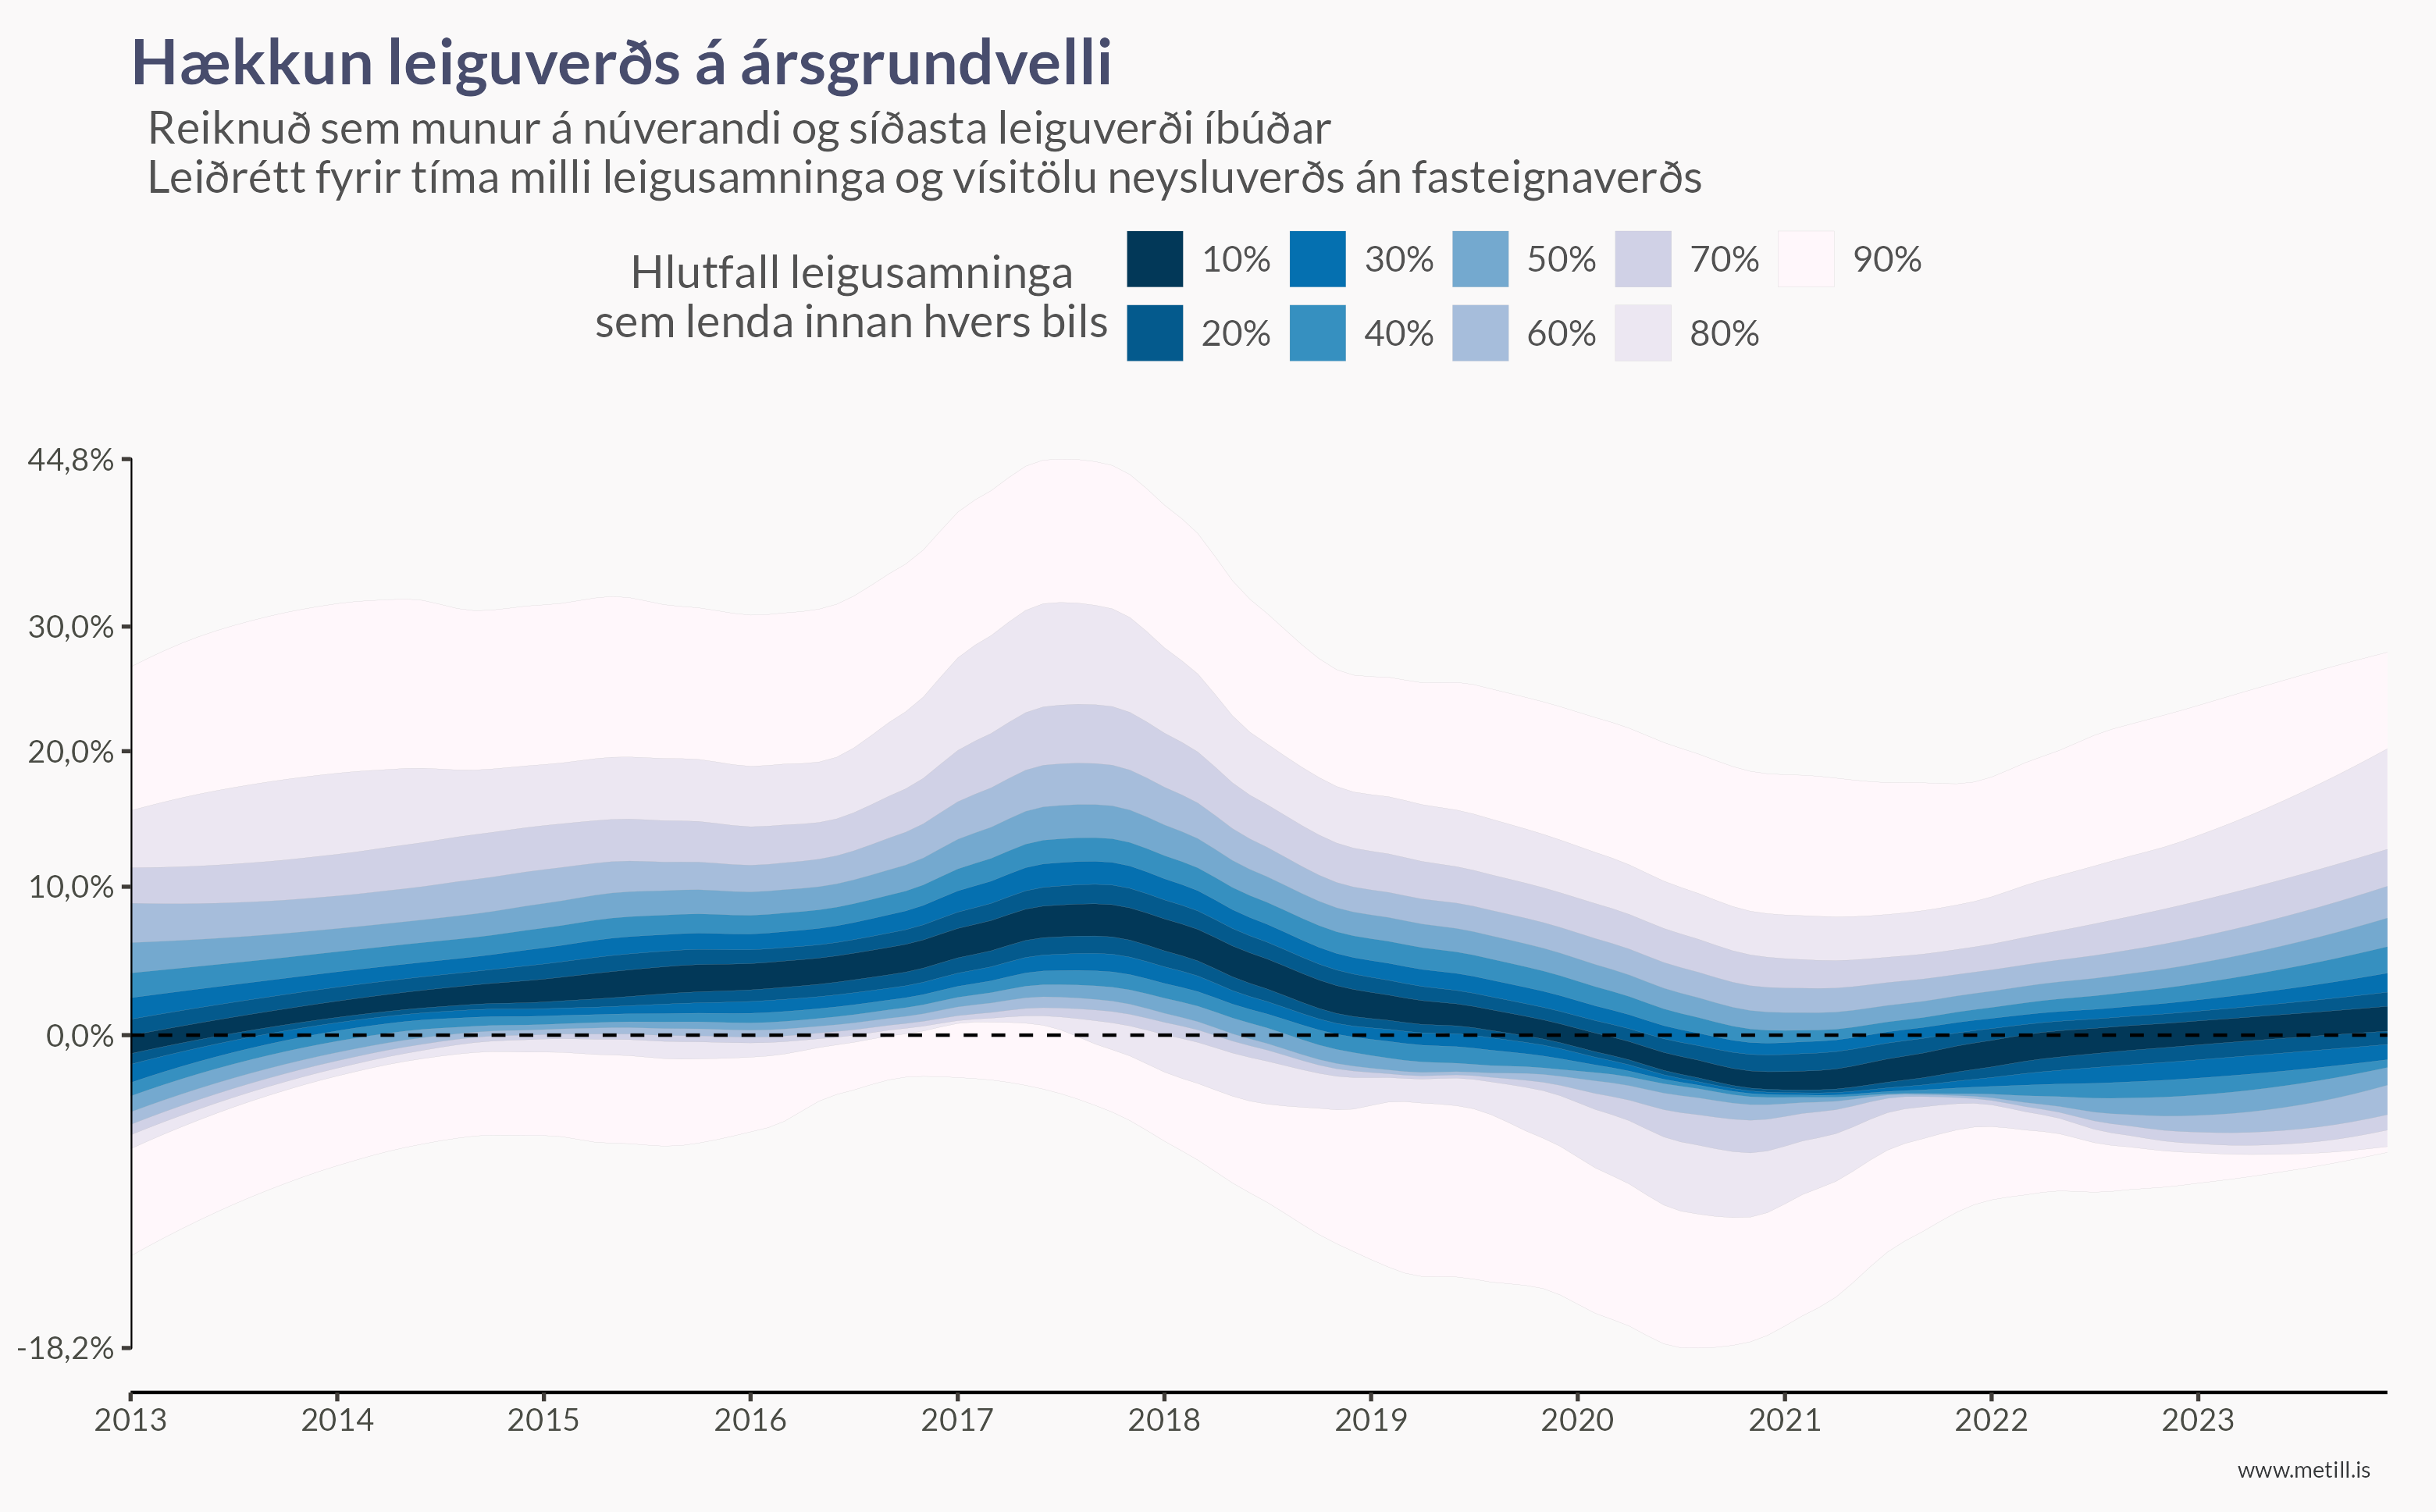 Hækkun leiguverðs á ársgrundvelli
Reiknuð sem munur á núverandi og síðasta leiguverði íbúðar
Leiðrétt fyrir tíma milli leigusamninga og vísitölu neysluverðs án fasteignaverðs
Hlutfall leigusamninga
sem lenda innan hvers bils
10% 30% 50% 70% 90%
20% 40% 60% 80%
44,8%
30,0%
20,0%
10,0%
0,0%
-18,2%
2013 2014 2015 2016 2017 2018 2019 2020 2021 2022 2023
www.metill.is